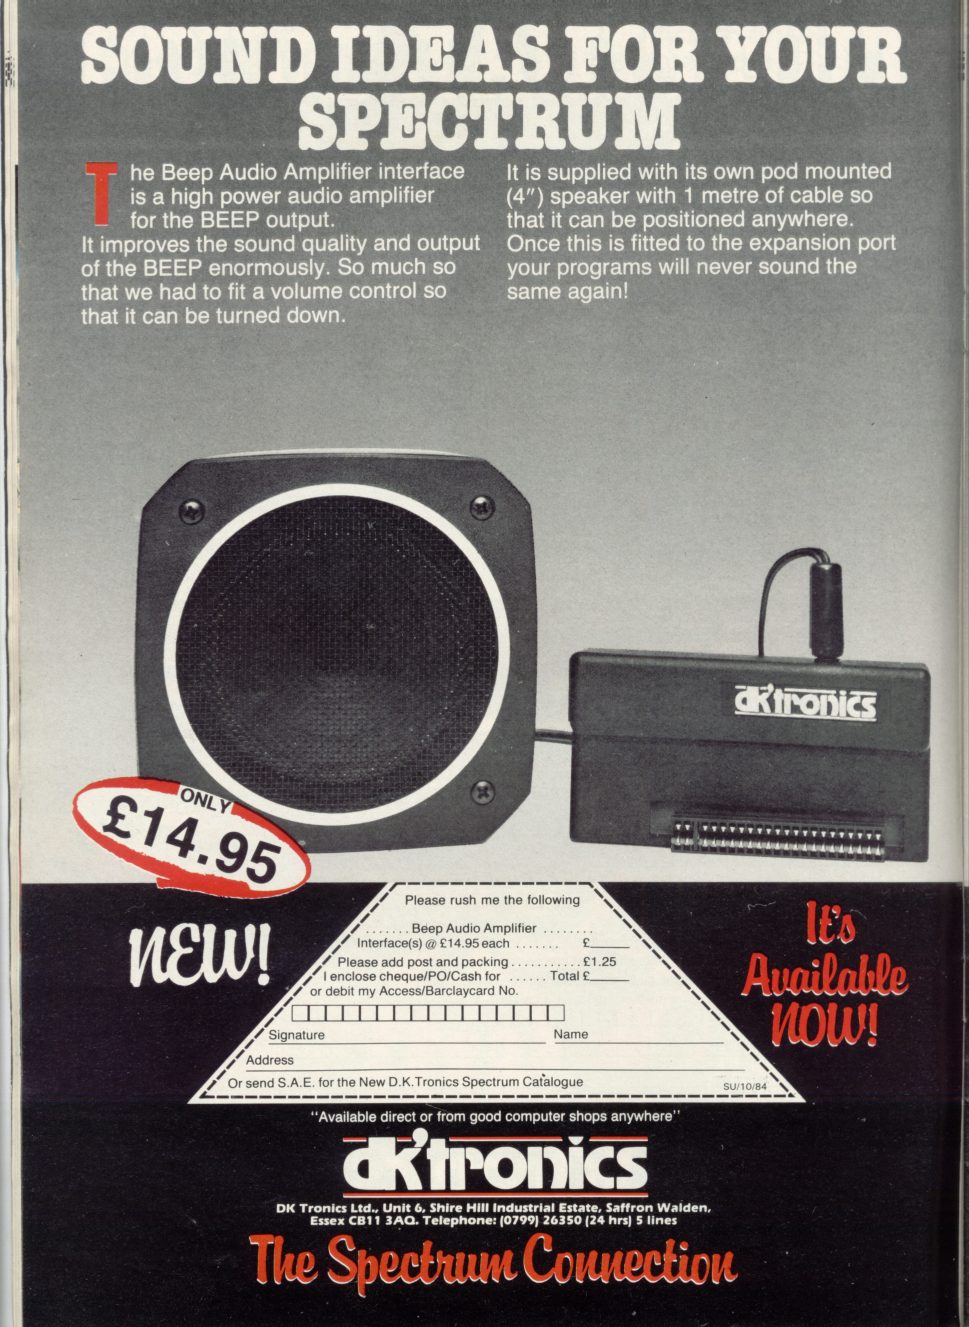 SOUND IDEAS FOR YOUR
SPECTRUM
The Beep Audio Amplifier interface
is a high power audio amplifier
for the BEEP output.
It improves the sound quality and output
of the BEEP enormously. So much so
that we had to fit a volume control so
that it can be turned down.
It is supplied with its own pod mounted
(4") speaker with 1 metre of cable so
that it can be positioned anywhere.
Once this is fitted to the expansion port
your programs will never sound the
same again!
dk'tronics
ONLY
£14.95
NEW!
Please rush me the following
....... Beep Audio Amplifier ........
Interface(s) @ £14.95 each ....... £
Please add post and packing ........... £1.25
I enclose cheque/PO/Cash for ...... Total £
or debit my Access/Barclaycard No.
Signature Name
Address
Or send S.A.E. for the New D.K.Tronics Spectrum Catalogue
SU/10/84
It's
Available
NOW!
"Available direct or from good computer shops anywhere"
dk'tronics
DK Tronics Ltd., Unit 6, Shire Hill Industrial Estate, Saffron Walden,
Essex CB11 3AQ. Telephone: (0799) 26350 (24 hrs) 5 lines
The Spectrum Connection